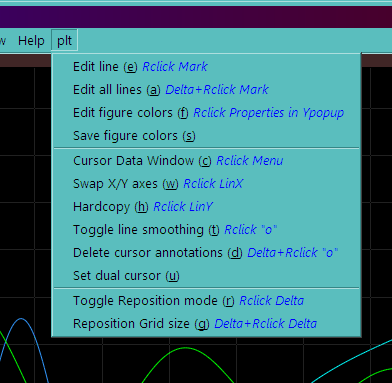 w Help plt
Edit line (e) Rclick Mark
Edit all lines (a) Delta+Rclick Mark
Edit figure colors (f) Rclick Properties in Ypopup
Save figure colors (s)
Cursor Data Window (c) Rclick Menu
Swap X/Y axes (w) Rclick LinX
Hardcopy (h) Rclick LinY
Toggle line smoothing (t) Rclick "o"
Delete cursor annotations (d) Delta+Rclick "o"
Set dual cursor (u)
Toggle Reposition mode (r) Rclick Delta
Reposition Grid size (g) Delta+Rclick Delta